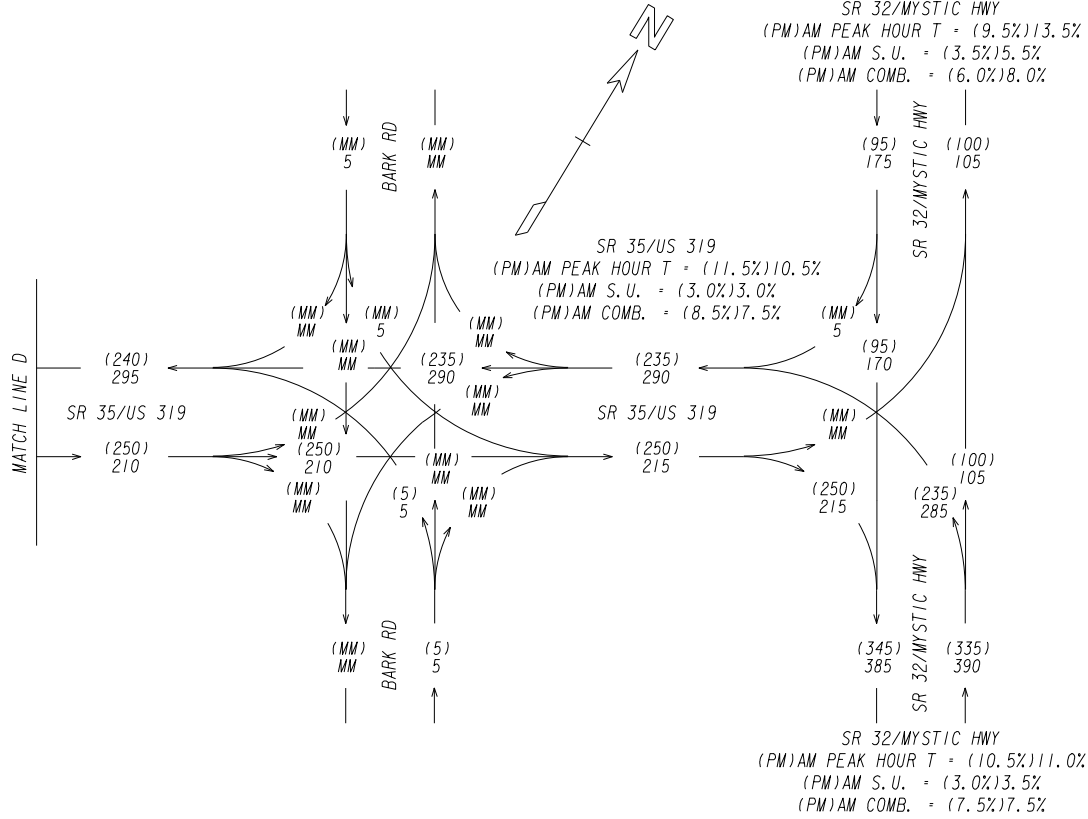 N
SR 32/MYSTIC HWY
(PM)AM PEAK HOUR T = (9.5%)13.5%
(PM)AM S.U. = (3.5%)5.5%
(PM)AM COMB. = (6.0%)8.0%
BARK RD
SR 32/MYSTIC HWY
(MM)
5
(MM)
MM
(95)
175
(100)
105
SR 35/US 319
(PM)AM PEAK HOUR T = (11.5%)10.5%
(PM)AM S.U. = (3.0%)3.0%
(PM)AM COMB. = (8.5%)7.5%
(MM)
MM
(MM)
5
(MM)
MM
(MM)
5
(MM)
MM
(95)
170
MATCH LINE D
(240)
295
(235)
290
(235)
290
(MM)
MM
SR 35/US 319
SR 35/US 319
(MM)
MM
(MM)
MM
(250)
210
(250)
210
(250)
215
(MM)
MM
(100)
105
(MM)
MM
(5)
5
(MM)
MM
(250)
215
(235)
285
BARK RD
SR 32/MYSTIC HWY
(MM)
MM
(5)
5
(345)
385
(335)
390
SR 32/MYSTIC HWY
(PM)AM PEAK HOUR T = (10.5%)11.0%
(PM)AM S.U. = (3.0%)3.5%
(PM)AM COMB. = (7.5%)7.5%